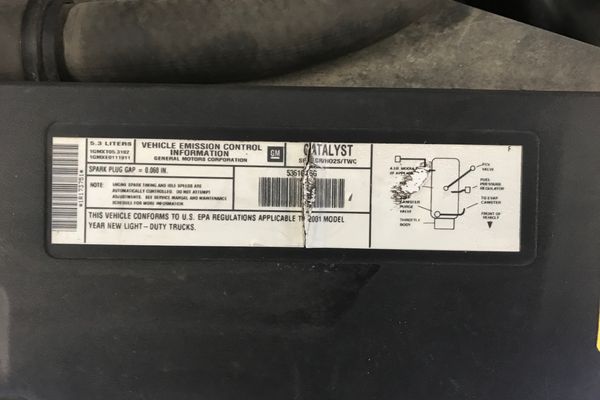 5.3 LITERS
1GMXT05.3182
1GMXE0111911
VEHICLE EMISSION CONTROL
INFORMATION
GENERAL MOTORS CORPORATION
GM
CATALYST
SPARK PLUG GAP = 0.060 IN.
NOTE: ENGINE SPARK TIMING AND IDLE SPEEDS ARE
AUTOMATICALLY CONTROLLED. DO NOT ATTEMPT
ADJUSTMENTS. SEE SERVICE MANUAL AND MAINTENANCE
SCHEDULE FOR MORE INFORMATION.
THIS VEHICLE CONFORMS TO U.S. EPA REGULATIONS APPLICABLE 2001 MODEL
YEAR NEW LIGHT- DUTY TRUCKS.
F
PCV
VALVE
FUEL
PRESSURE
REGULATOR
TO EVAP
CANISTER
FRONT OF
VEHICLE
CANISTER
PURGE
VALVE
THROTTLE
BODY